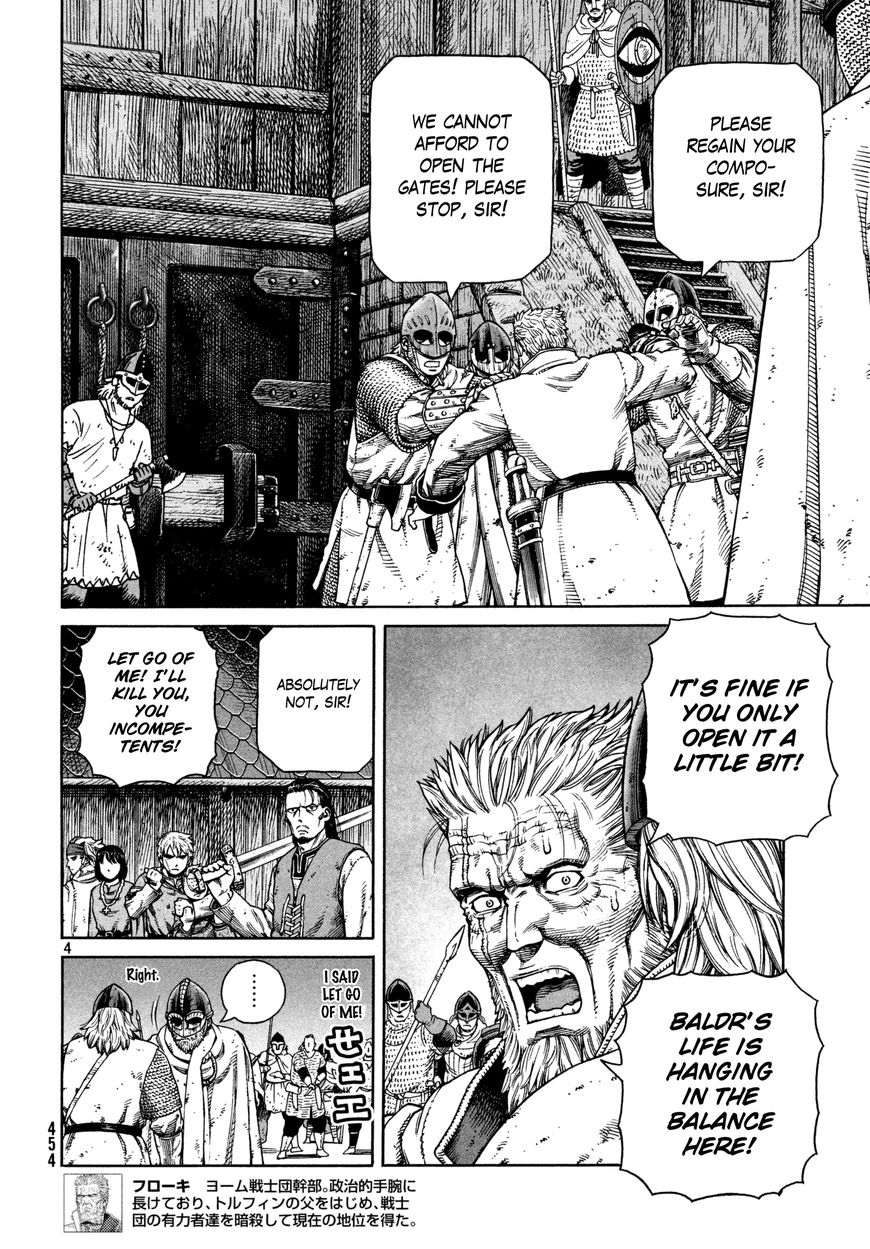 PLEASE
REGAIN YOUR
COMPO-
SURE, SIR!
WE CANNOT
AFFORD TO
OPEN THE
GATES! PLEASE
STOP, SIR!
IT'S FINE IF
YOU ONLY
OPEN IT A
LITTLE BIT!
BALDR'S
LIFE IS
HANGING
IN THE
BALANCE
HERE!
ABSOLUTELY
NOT, SIR!
LET GO OF
ME! I'LL
KILL YOU,
YOU
INCOMPE-
TENTS!
4
I SAID
LET GO
OF ME!
せェエ
......
Right.
454
フローキ ヨーム戦士団幹部。政治的手腕に
長けており、トルフィンの父をはじめ、戦士
団の有力者達を暗殺して現在の地位を得た。